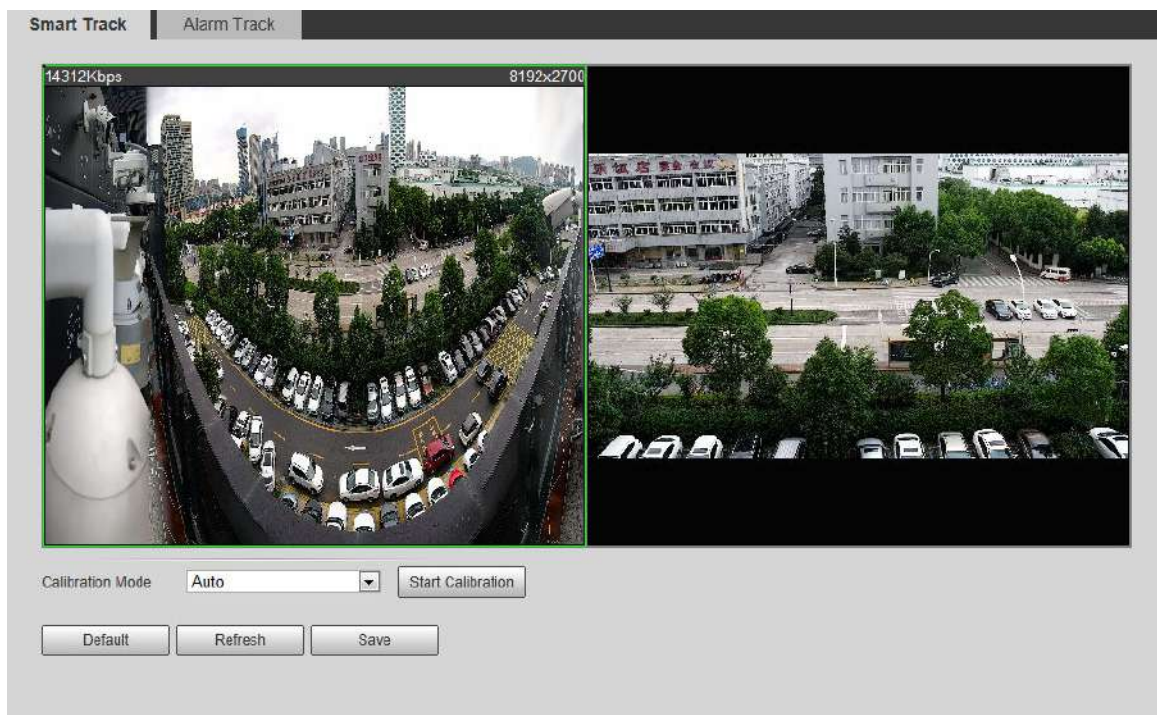 Smart Track Alarm Track
14312Kbps 8192x2700
Calibration Mode Auto Start Calibration
Default Refresh Save